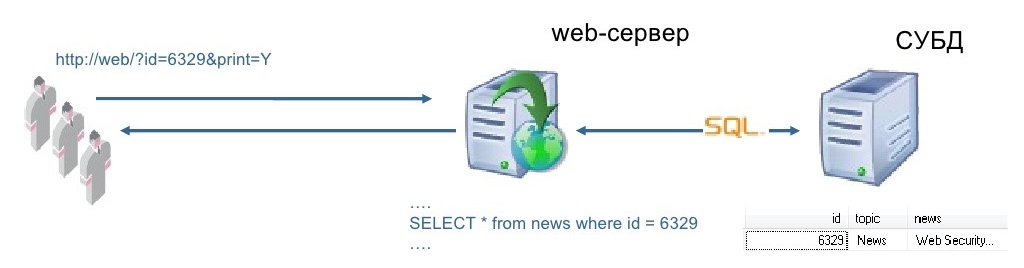 web-сервер
СУБД
http://web/?id=6329&print=Y
SQL
....
SELECT * from news where id = 6329
....
id topic news
6329 News Web Security...